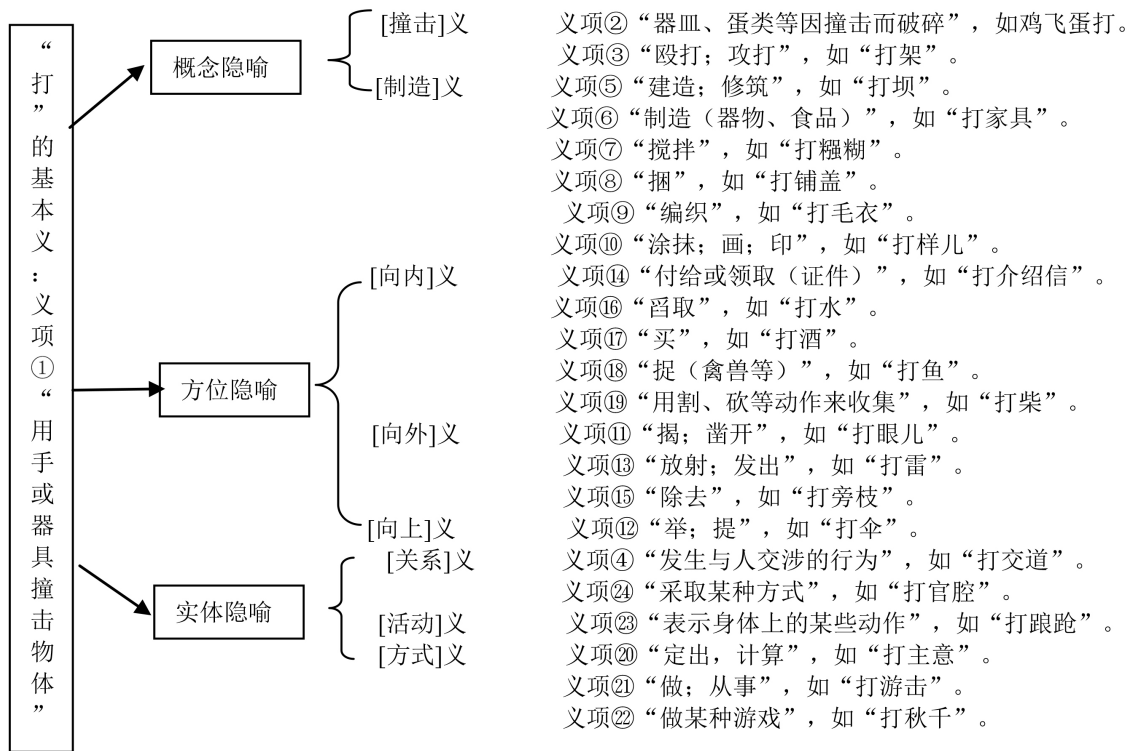 “打”的基本义：义项①“用手或器具撞击物体”
概念隐喻
[撞击]义
[制造]义
方位隐喻
[向内]义
[向外]义
[向上]义
实体隐喻
[关系]义
[活动]义
[方式]义
义项②“器皿、蛋类等因撞击而破碎”，如鸡飞蛋打。
义项③“殴打；攻打”，如“打架”。
义项⑤“建造；修筑”，如“打坝”。
义项⑥“制造（器物、食品）”，如“打家具”。
义项⑦“搅拌”，如“打糨糊”。
义项⑧“捆”，如“打铺盖”。
义项⑨“编织”，如“打毛衣”。
义项⑩“涂抹；画；印”，如“打样儿”。
义项⑭“付给或领取（证件）”，如“打介绍信”。
义项⑯“舀取”，如“打水”。
义项⑰“买”，如“打酒”。
义项⑱“捉（禽兽等）”，如“打鱼”。
义项⑲“用割、砍等动作来收集”，如“打柴”。
义项⑪“揭；凿开”，如“打眼儿”。
义项⑬“放射；发出”，如“打雷”。
义项⑮“除去”，如“打旁枝”。
义项⑫“举；提”，如“打伞”。
义项④“发生与人交涉的行为”，如“打交道”。
义项㉔“采取某种方式”，如“打官腔”。
义项㉓“表示身体上的某些动作”，如“打踉跄”。
义项⑳“定出，计算”，如“打主意”。
义项㉑“做；从事”，如“打游击”。
义项㉒“做某种游戏”，如“打秋千”。